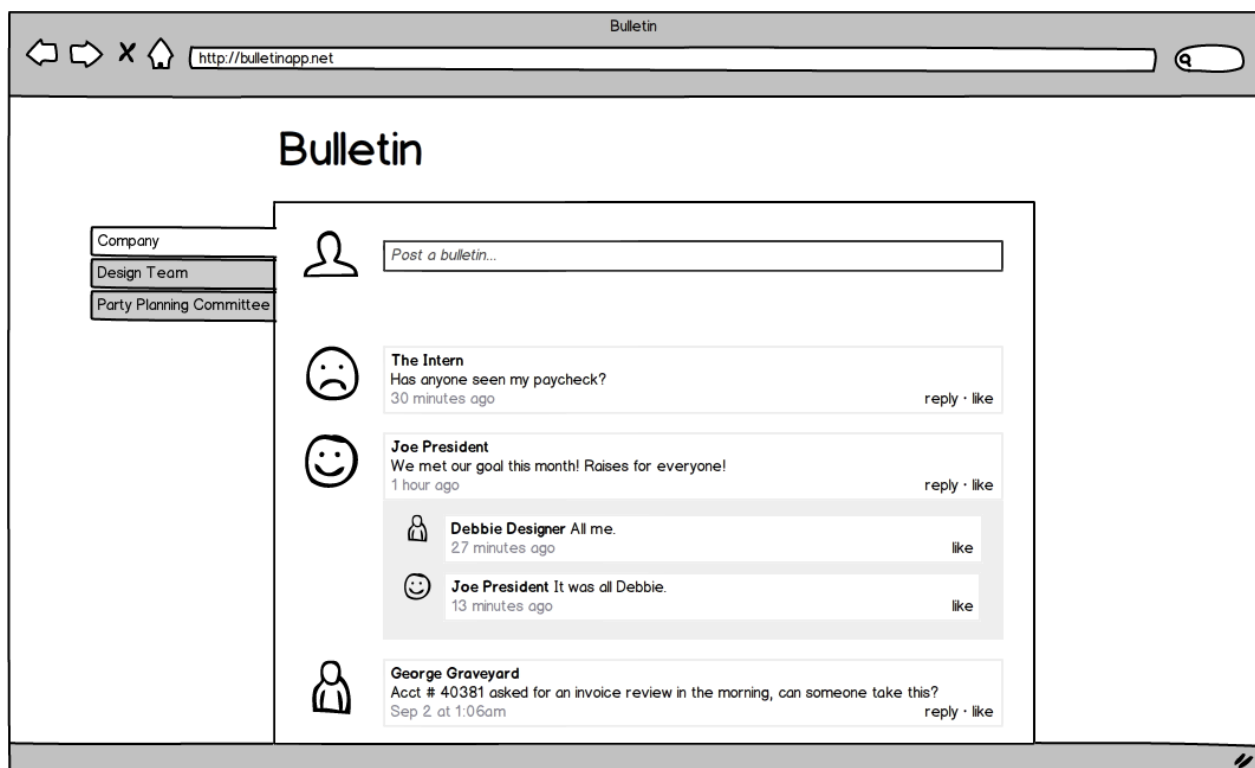 Bulletin
http://bulletinapp.net
Bulletin
Company
Design Team
Party Planning Committee
Post a bulletin...
The Intern
Has anyone seen my paycheck?
30 minutes ago
reply · like
Joe President
We met our goal this month! Raises for everyone!
1 hour ago
reply · like
Debbie Designer All me.
27 minutes ago
like
Joe President It was all Debbie.
13 minutes ago
like
George Graveyard
Acct # 40381 asked for an invoice review in the morning, can someone take this?
Sep 2 at 1:06am
reply · like